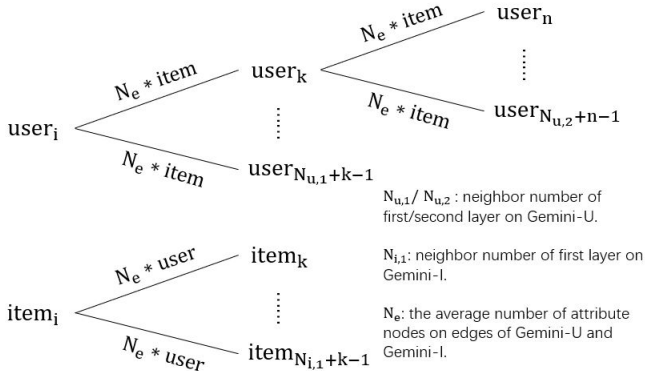 N_e * item
user_n
N_e * item
user_k
N_e * item
user_{N_{u,2}+n-1}
user_i
N_e * item
user_{N_{u,1}+k-1}
N_{u,1}/ N_{u,2} : neighbor number of
first/second layer on Gemini-U.
N_e * user
item_k
N_{i,1}: neighbor number of first layer on
Gemini-I.
item_i
N_e * user
item_{N_{i,1}+k-1}
N_e: the average number of attribute
nodes on edges of Gemini-U and
Gemini-I.